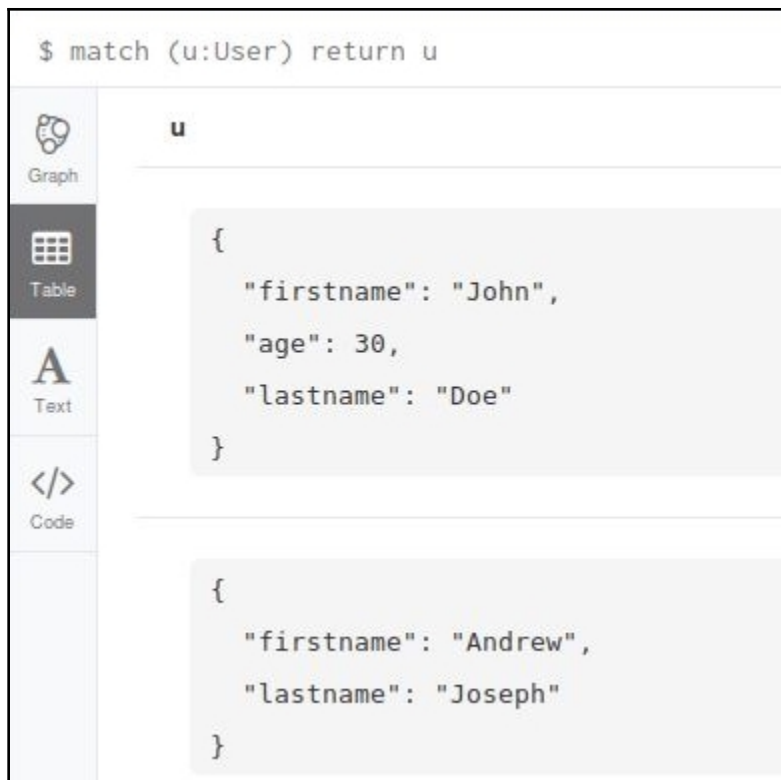 $ match (u:User) return u
Graph
u
Table
{
"firstname": "John",
"age": 30,
"lastname": "Doe"
}
A
Text
</>
Code
{
"firstname": "Andrew",
"lastname": "Joseph"
}